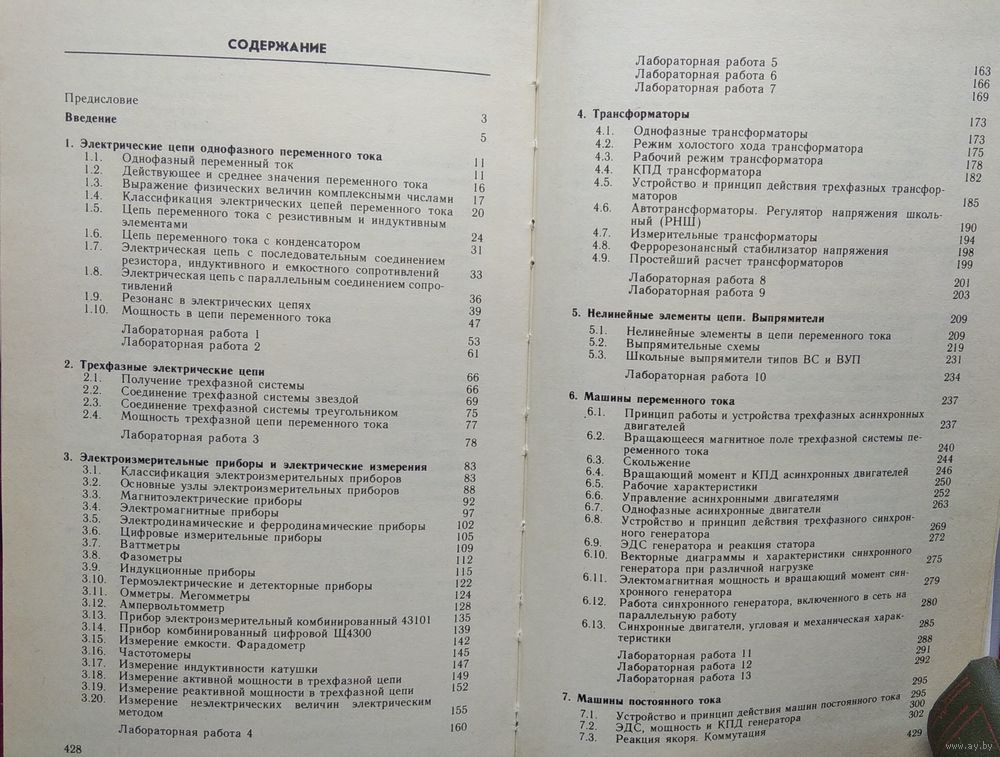 СОДЕРЖАНИЕ
Предисловие 3
Введение 5
1. Электрические цепи однофазного переменного тока 11
1.1. Однофазный переменный ток 11
1.2. Действующее и среднее значения переменного тока 16
1.3. Выражение физических величин комплексными числами 17
1.4. Классификация электрических цепей переменного тока 20
1.5. Цепь переменного тока с резистивным и индуктивным
элементами 24
1.6. Цепь переменного тока с конденсатором 31
1.7. Электрическая цепь с последовательным соединением
резистора, индуктивного и емкостного сопротивлений 33
1.8. Электрическая цепь с параллельным соединением сопро-
тивлений 36
1.9. Резонанс в электрических цепях 39
1.10. Мощность в цепи переменного тока 47
Лабораторная работа 1 53
Лабораторная работа 2 61
2. Трехфазные электрические цепи 66
2.1. Получение трехфазной системы 66
2.2. Соединение трехфазной системы звездой 69
2.3. Соединение трехфазной системы треугольником 75
2.4. Мощность трехфазной цепи переменного тока 77
Лабораторная работа 3 78
3. Электроизмерительные приборы и электрические измерения 83
3.1. Классификация электроизмерительных приборов 83
3.2. Основные узлы электроизмерительных приборов 88
3.3. Магнитоэлектрические приборы 92
3.4. Электромагнитные приборы 97
3.5. Электродинамические и ферродинамические приборы 102
3.6. Цифровые измерительные приборы 105
3.7. Ваттметры 109
3.8. Фазометры 112
3.9. Индукционные приборы 115
3.10. Термоэлектрические и детекторные приборы 122
3.11. Омметры. Мегомметры 124
3.12. Ампервольтомметр 128
3.13. Прибор электроизмерительный комбинированный 43101 135
3.14. Прибор комбинированный цифровой Щ4300 139
3.15. Измерение емкости. Фарадометр 142
3.16. Частотомеры 145
3.17. Измерение индуктивности катушки 147
3.18. Измерение активной мощности в трехфазной цепи 149
3.19. Измерение реактивной мощности в трехфазной цепи 152
3.20. Измерение неэлектрических величин электрическим
методом 155
Лабораторная работа 4 160
428
Лабораторная работа 5 163
Лабораторная работа 6 166
Лабораторная работа 7 169
4. Трансформаторы 173
4.1. Однофазные трансформаторы 173
4.2. Режим холостого хода трансформатора 175
4.3. Рабочий режим трансформатора 178
4.4. КПД трансформатора 182
4.5. Устройство и принцип действия трехфазных трансфор-
маторов 185
4.6. Автотрансформаторы. Регулятор напряжения школь-
ный (РНШ) 190
4.7. Измерительные трансформаторы 194
4.8. Феррорезонансный стабилизатор напряжения 198
4.9. Простейший расчет трансформаторов 199
Лабораторная работа 8 201
Лабораторная работа 9 203
5. Нелинейные элементы цепи. Выпрямители 209
5.1. Нелинейные элементы в цепи переменного тока 209
5.2. Выпрямительные схемы 219
5.3. Школьные выпрямители типов ВС и ВУП 231
Лабораторная работа 10 234
6. Машины переменного тока 237
6.1. Принцип работы и устройства трехфазных асинхронных
двигателей 237
6.2. Вращающееся магнитное поле трехфазной системы пе-
ременного тока 240
6.3. Скольжение 244
6.4. Вращающий момент и КПД асинхронных двигателей 246
6.5. Рабочие характеристики 250
6.6. Управление асинхронными двигателями 252
6.7. Однофазные асинхронные двигатели 263
6.8. Устройство и принцип действия трехфазного синхрон-
ного генератора 269
6.9. ЭДС генератора и реакция статора 272
6.10. Векторные диаграммы и характеристики синхронного
генератора при различной нагрузке 275
6.11. Электомагнитная мощность и вращающий момент син-
хронного генератора 279
6.12. Работа синхронного генератора, включенного в сеть на
параллельную работу 280
6.13. Синхронные двигатели, угловая и механическая харак-
теристики 285
Лабораторная работа 11 288
Лабораторная работа 12 291
Лабораторная работа 13 292
7. Машины постоянного тока 295
7.1. Устройство и принцип действия машин постоянного тока 295
7.2. ЭДС, мощность и КПД генератора 300
7.3. Реакция якоря. Коммутация 302
429
www.ay.by